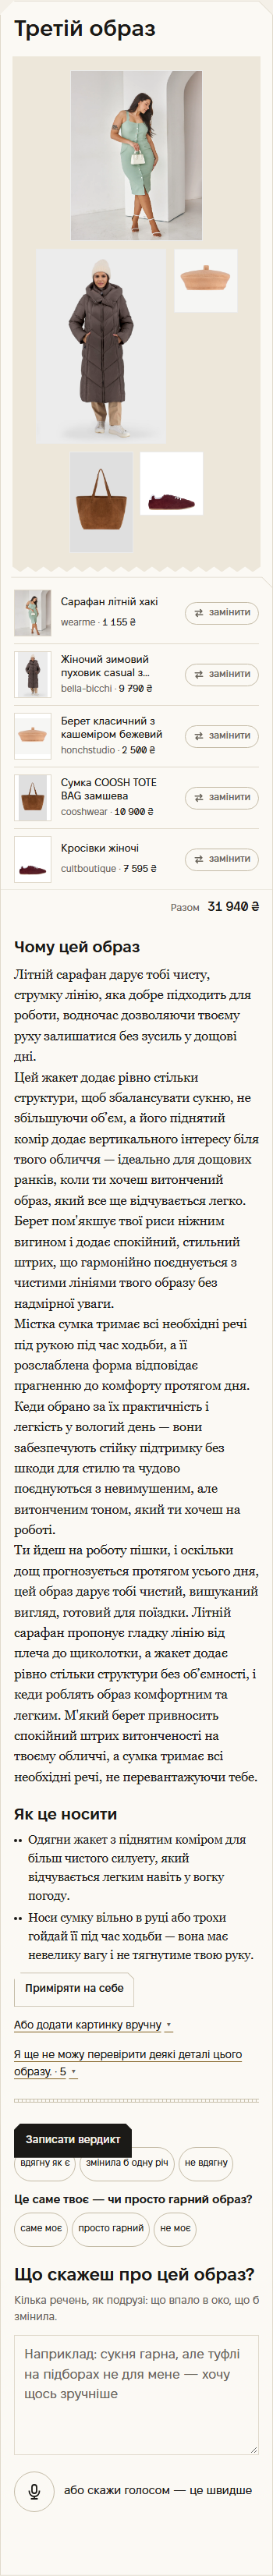 Третій образ
Сарафан літній хакі
wearme · 1 155 ₴
замінити
Жіночий зимовий
пуховик casual з...
bella-bicchi · 9 790 ₴
замінити
Берет класичний з
кашеміром бежевий
honchstudio · 2 500 ₴
замінити
Сумка COOSH TOTE
BAG замшева
cooshwear · 10 900 ₴
замінити
Кросівки жіночі
cultboutique · 7 595 ₴
замінити
Разом 31 940 ₴
Чому цей образ
Літній сарафан дарує тобі чисту,
струмку лінію, яка добре підходить для
роботи, водночас дозволяючи твоєму
руху залишатися без зусиль у дощові
дні.
Цей жакет додає рівно стільки
структури, щоб збалансувати сукню, не
збільшуючи об’єм, а його піднятий
комір додає вертикального інтересу біля
твого обличчя — ідеально для дощових
ранків, коли ти хочеш витончений
образ, який все ще відчувається легко.
Берет пом'якшує твої риси ніжним
вигином і додає спокійний, стильний
штрих, що гармонійно поєднується з
чистими лініями твого образу без
надмірної уваги.
Містка сумка тримає всі необхідні речі
під рукою під час ходьби, а її
розслаблена форма відповідає
прагненню до комфорту протягом дня.
Кеди обрано за їх практичність і
легкість у вологий день — вони
забезпечують стійку підтримку без
шкоди для стилю та чудово
поєднуються з невимушеним, але
витонченим тоном, який ти хочеш на
роботі.
Ти йдеш на роботу пішки, і оскільки
дощ прогнозується протягом усього дня,
цей образ дарує тобі чистий, вишуканий
вигляд, готовий для поїздки. Літній
сарафан пропонує гладку лінію від
плеча до щиколотки, а жакет додає
рівно стільки структури без об’ємності, і
кеди роблять образ комфортним та
легким. М'який берет привносить
спокійний штрих витонченості на
твоєму обличчі, а сумка тримає всі
необхідні речі, не перевантажуючи тебе.
Як це носити
Одягни жакет з піднятим коміром для
більш чистого силуету, який
відчувається легким навіть у вогку
погоду.
Носи сумку вільно в руці або трохи
гойдай її під час ходьби — вона має
невелику вагу і не тягнутиме твою руку.
Приміряти на себе
Або додати картинку вручну
Я ще не можу перевірити деякі деталі цього
образу. · 5
Записати вердикт
вдягну як є
змінила б одну річ
не вдягну
Це саме твоє — чи просто гарний образ?
саме моє
просто гарний
не моє
Що скажеш про цей образ?
Кілька речень, як подрузі: що впало в око, що б
змінила.
Наприклад: сукня гарна, але туфлі
на підборах не для мене — хочу
щось зручніше
або скажи голосом — це швидше